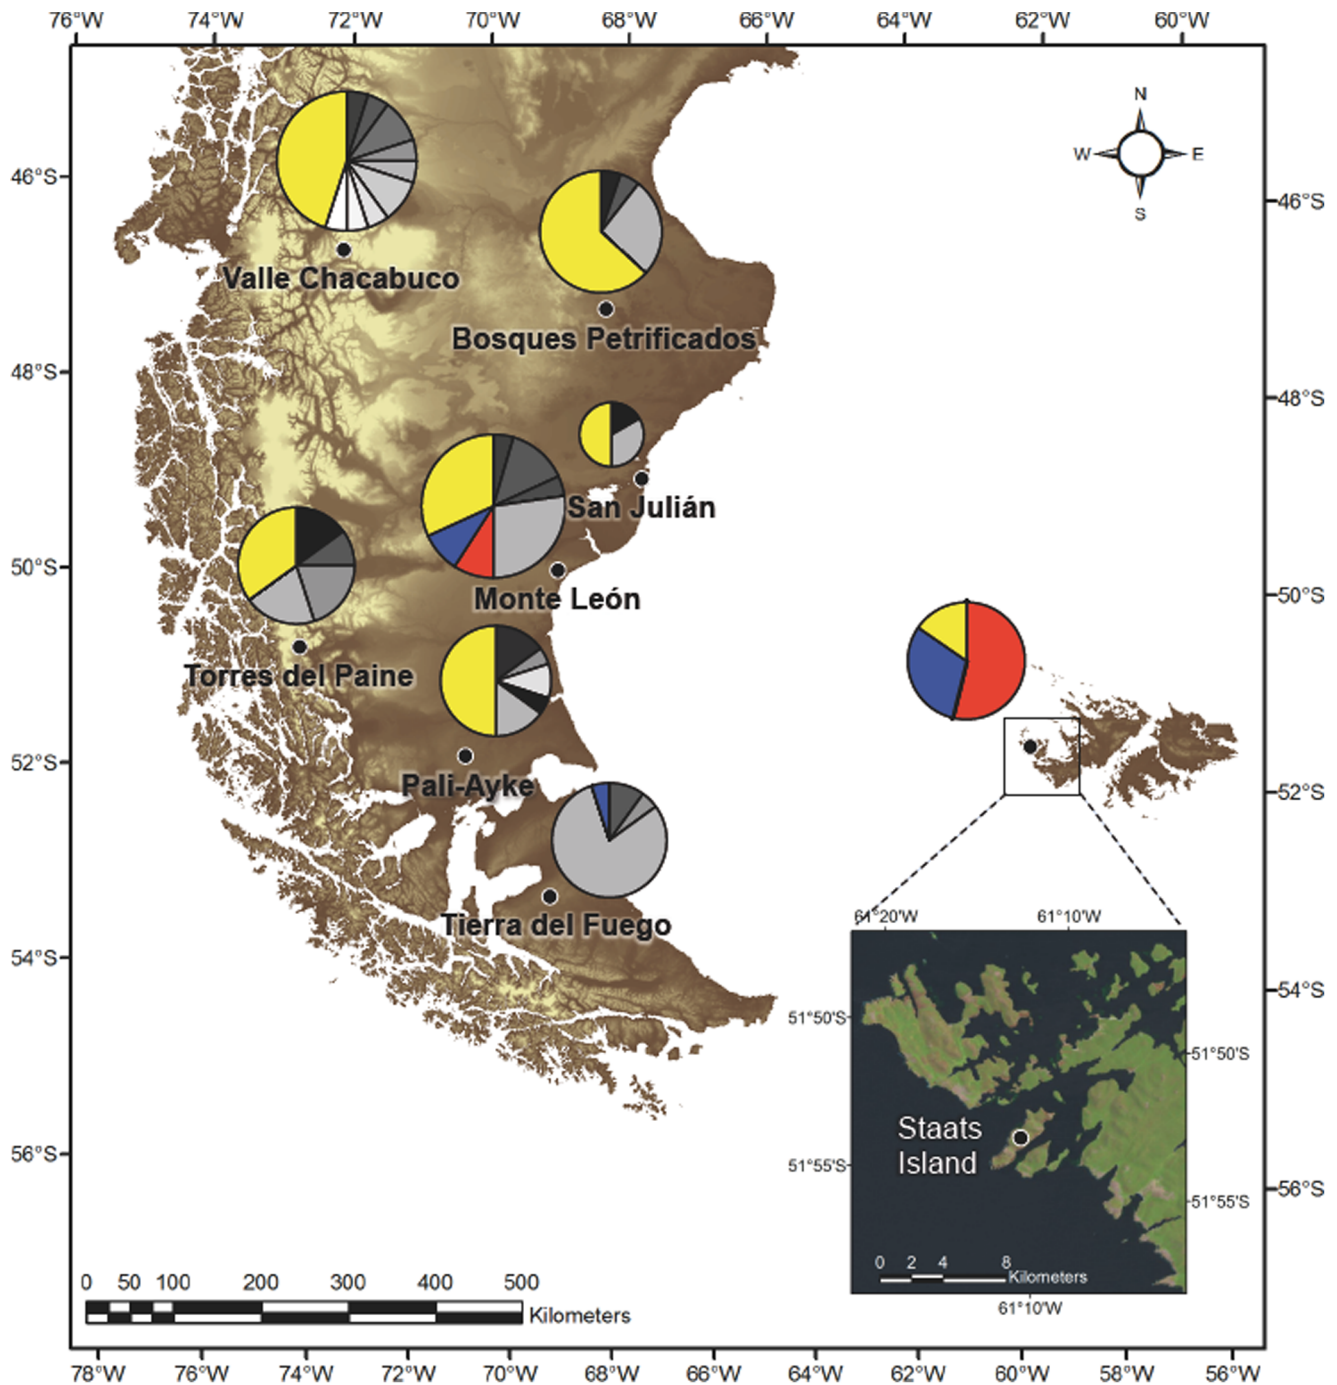 76°W 74°W 72°W 70°W 68°W 66°W 64°W 62°W 60°W
N
W E
S
46°S
46°S
Valle Chacabuco
Bosques Petrificados
48°S
48°S
San Julián
50°S
Monte León
50°S
Torres del Paine
52°S
Pali-Ayke
52°S
Tierra del Fuego
61°20'W 61°10'W
54°S
54°S
51°50'S
51°50'S
Staats
Island
56°S
51°55'S
56°S
51°55'S
0 2 4 8
Kilometers
0 50 100 200 300 400 500
Kilometers
61°10'W
78°W 76°W 74°W 72°W 70°W 68°W 66°W 64°W 62°W 60°W 58°W 56°W